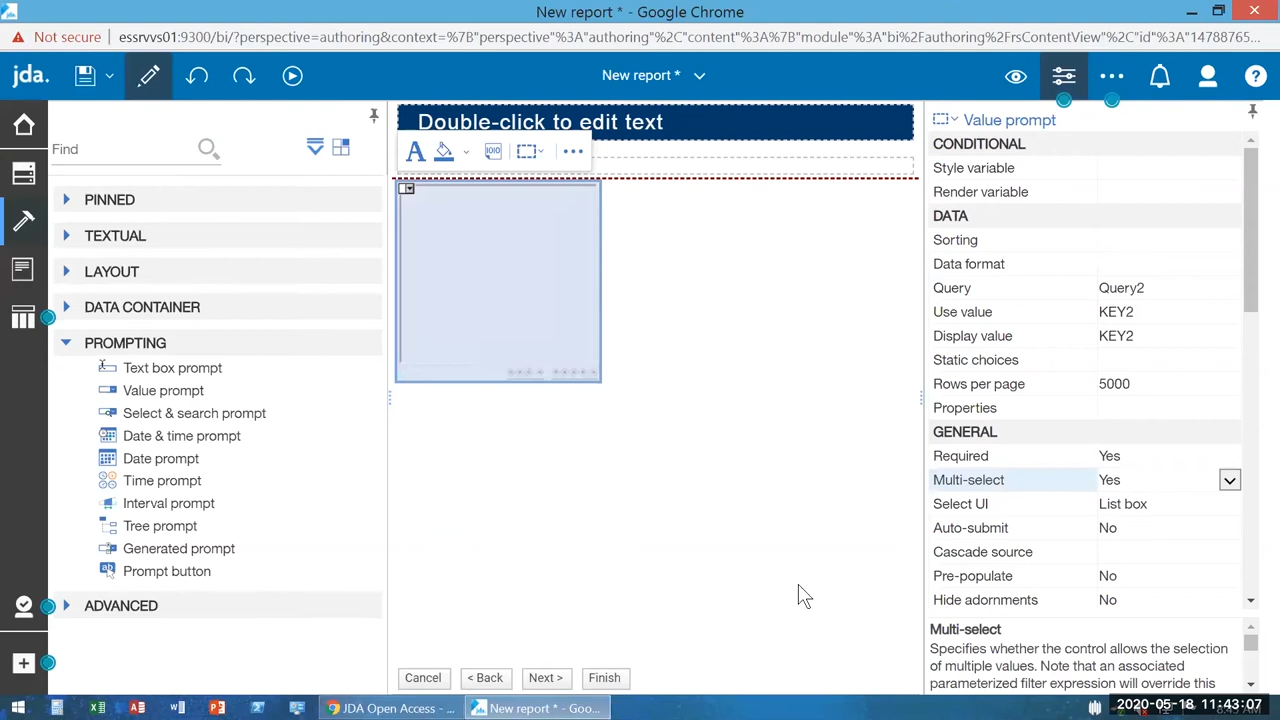 New report * - Google Chrome
Not secure
essrvvs01:9300/bi/?perspective=authoring&context=%7B"perspective"%3A"authoring"%2C"content"%3A%7B"module"%3A"bi%2Fauthoring%2FrsContentView"%2C"id"%3A"14788765...
jda.
New report *
Find
PINNED
TEXTUAL
LAYOUT
DATA CONTAINER
PROMPTING
Text box prompt
Value prompt
Select & search prompt
Date & time prompt
Date prompt
Time prompt
Interval prompt
Tree prompt
Generated prompt
Prompt button
ADVANCED
Double-click to edit text
Cancel
< Back
Next >
Finish
Value prompt
CONDITIONAL
Style variable
Render variable
DATA
Sorting
Data format
Query Query2
Use value KEY2
Display value KEY2
Static choices
Rows per page 5000
Properties
GENERAL
Required Yes
Multi-select Yes
Select UI List box
Auto-submit No
Cascade source
Pre-populate No
Hide adornments No
Multi-select
Specifies whether the control allows the selection
of multiple values. Note that an associated
parameterized filter expression will override this
JDA Open Access - ...
New report * - Goo...
2020-05-18 11:43:07